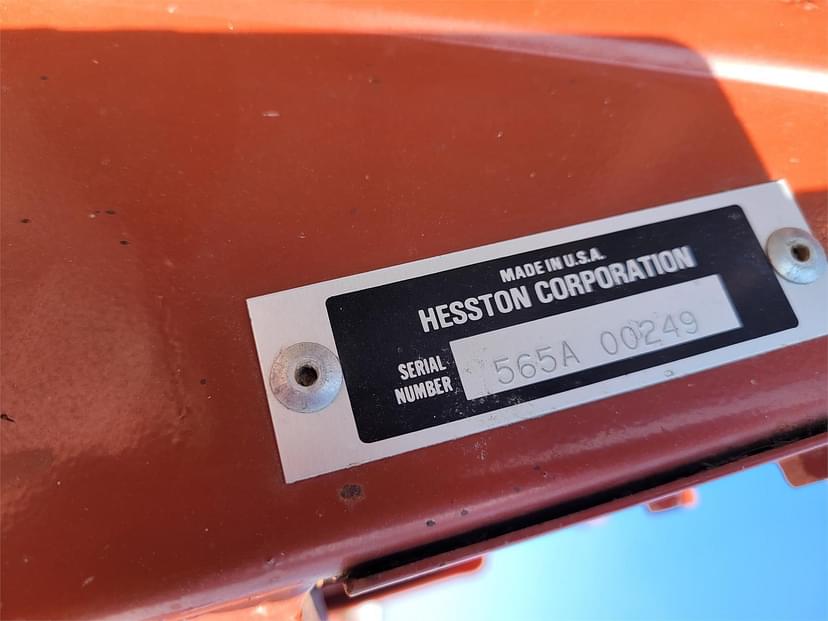 MADE IN U.S.A.
HESSTON CORPORATION
SERIAL NUMBER
565A 00249